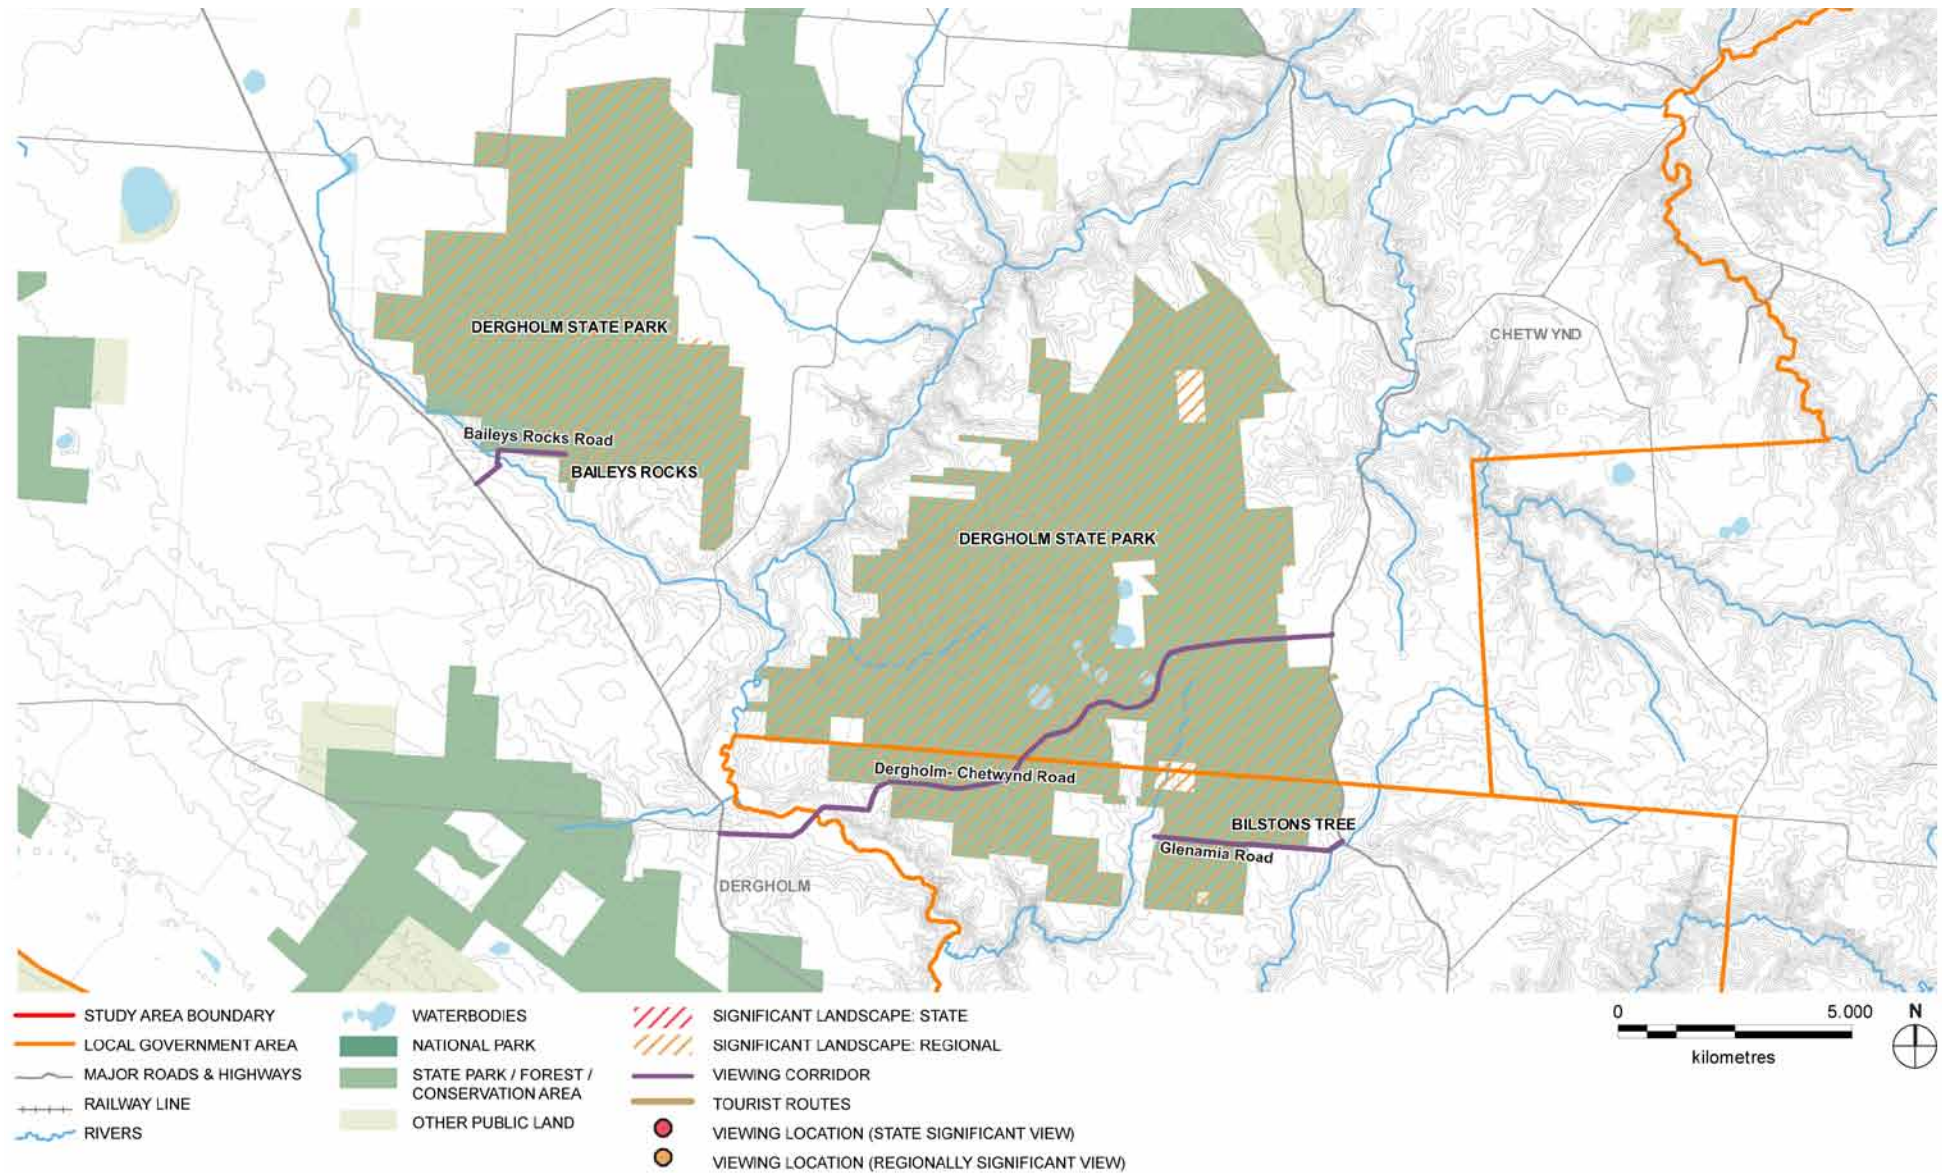 DERGHOLM STATE PARK
CHETWYND
Baileys Rocks Road
BAILEYS ROCKS
DERGHOLM STATE PARK
Dergholm- Chetwynd Road
BILSTONS TREE
Glenamia Road
DERGHOLM
STUDY AREA BOUNDARY
LOCAL GOVERNMENT AREA
MAJOR ROADS & HIGHWAYS
RAILWAY LINE
RIVERS
WATERBODIES
NATIONAL PARK
STATE PARK / FOREST /
CONSERVATION AREA
OTHER PUBLIC LAND
SIGNIFICANT LANDSCAPE: STATE
SIGNIFICANT LANDSCAPE: REGIONAL
VIEWING CORRIDOR
TOURIST ROUTES
VIEWING LOCATION (STATE SIGNIFICANT VIEW)
VIEWING LOCATION (REGIONALLY SIGNIFICANT VIEW)
0 5.000
kilometres
N